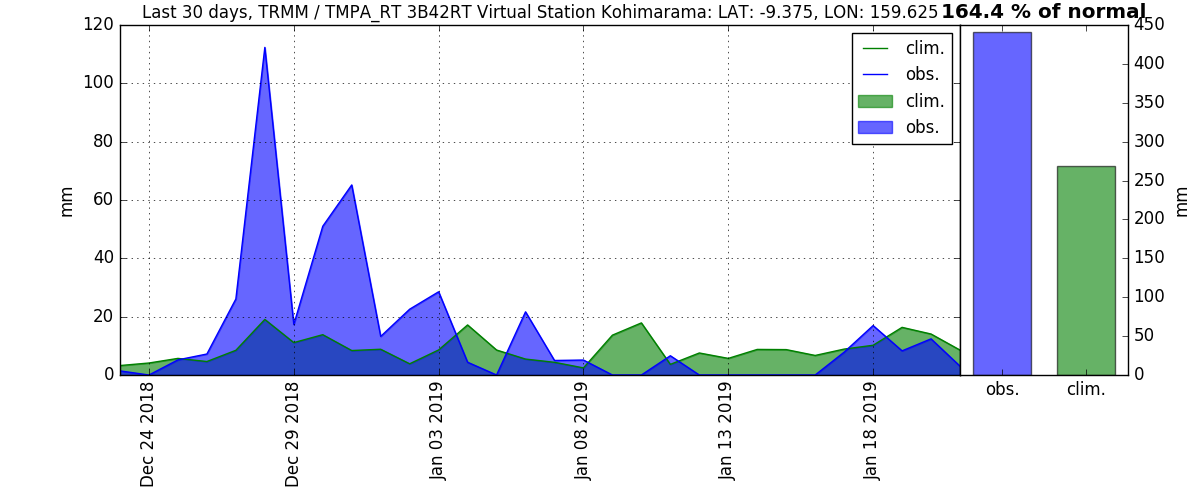 Last 30 days, TRMM / TMPA_RT 3B42RT Virtual Station Kohimarama: LAT: -9.375, LON: 159.625
164.4 % of normal
120
100
80
60
40
20
0
mm
clim.
obs.
clim.
obs.
Dec 24 2018
Dec 29 2018
Jan 03 2019
Jan 08 2019
Jan 13 2019
Jan 18 2019
450
400
350
300
250
200
150
100
50
0
mm
obs.
clim.